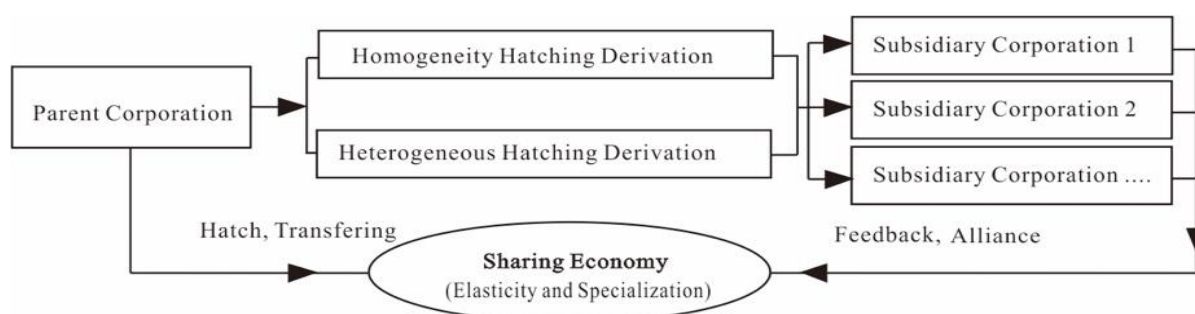 Parent Corporation
Homogeneity Hatching Derivation
Heterogeneous Hatching Derivation
Subsidiary Corporation 1
Subsidiary Corporation 2
Subsidiary Corporation ....
Hatch, Transfering
Feedback, Alliance
Sharing Economy
(Elasticity and Specialization)